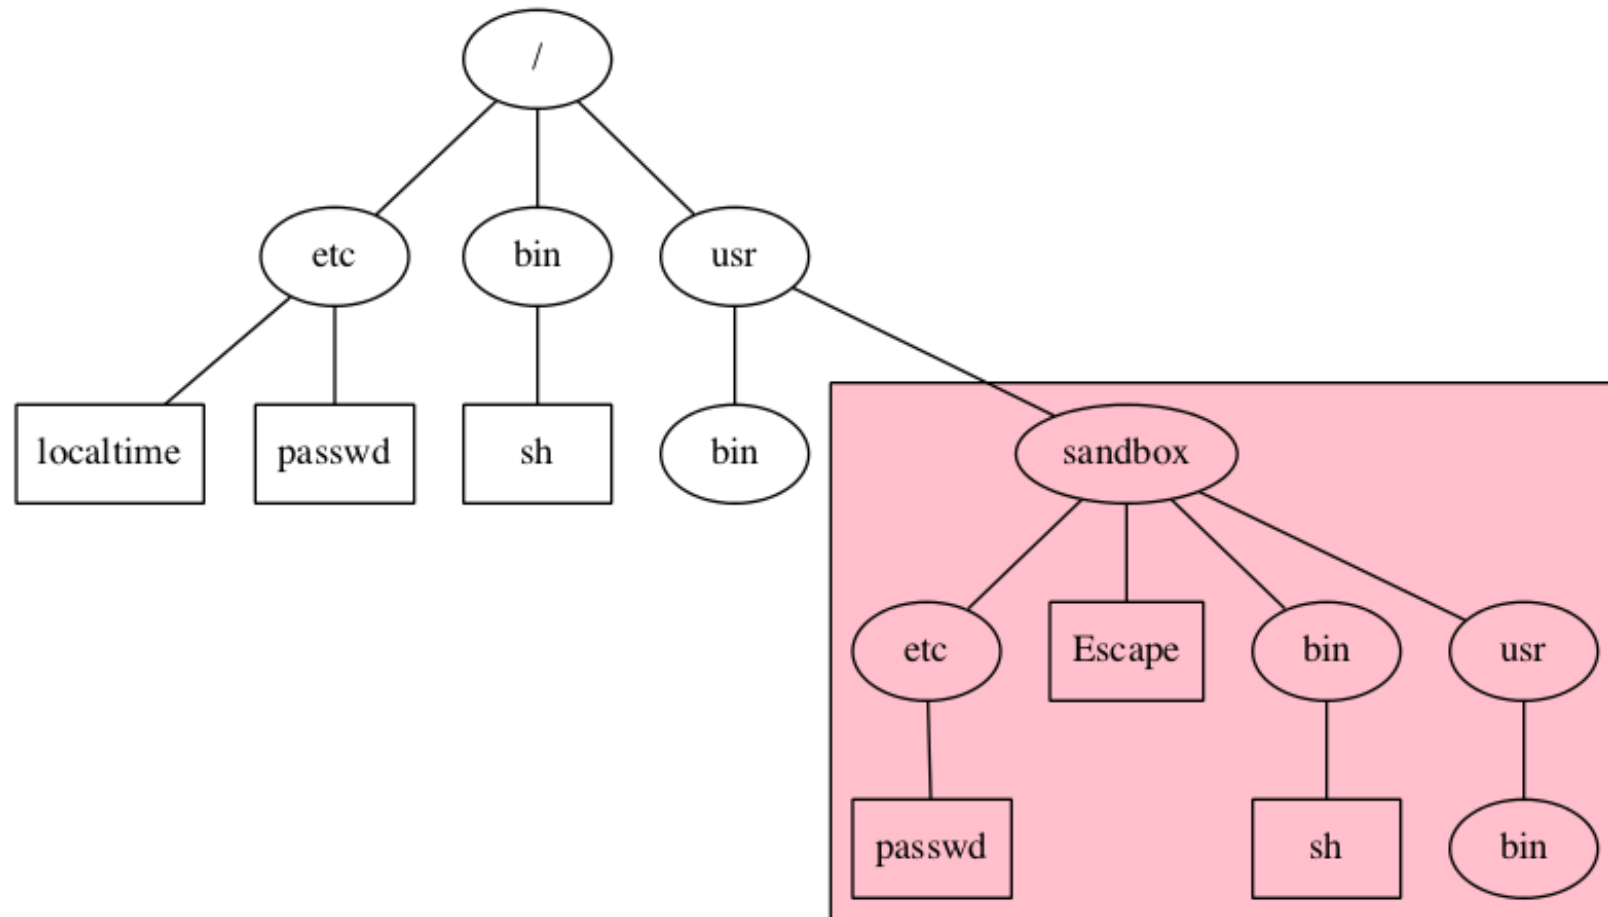 /
etc
bin
usr
localtime
passwd
sh
bin
sandbox
etc
Escape
bin
usr
passwd
sh
bin